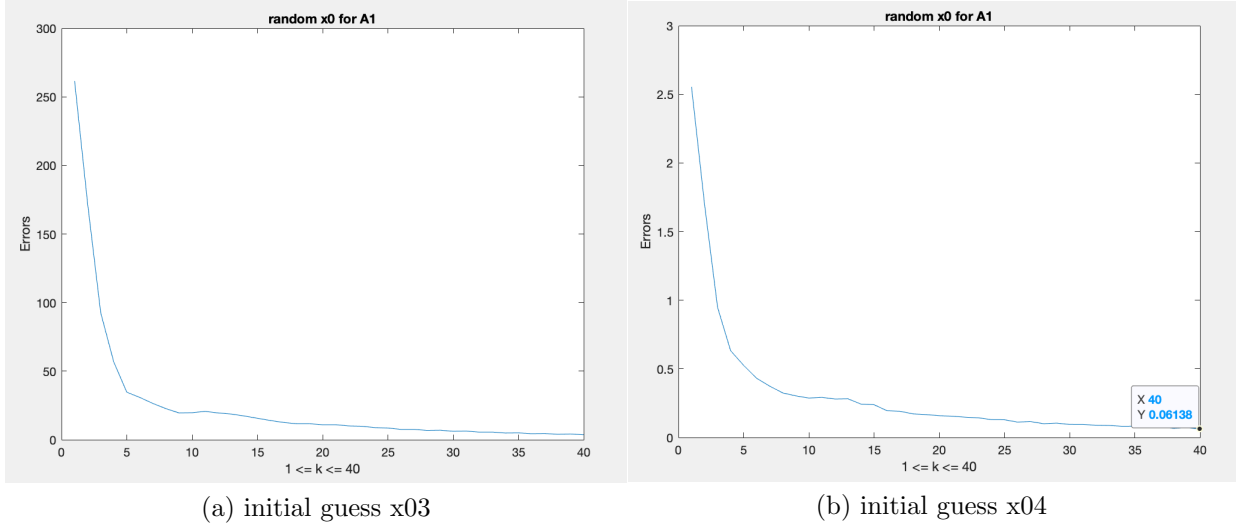 random x0 for A1
300
250
200
150
100
50
0
Errors
0 5 10 15 20 25 30 35 40
1 <= k <= 40
(a) initial guess x03
random x0 for A1
3
2.5
2
1.5
1
0.5
0
Errors
X 40
Y 0.06138
0 5 10 15 20 25 30 35 40
1 <= k <= 40
(b) initial guess x04